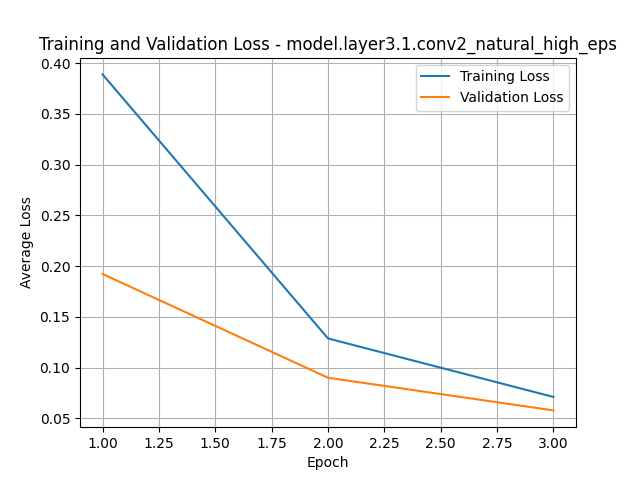 Training and Validation Loss - model.layer3.1.conv2_natural_high_eps
Training Loss
Validation Loss
0.40
0.35
0.30
0.25
0.20
0.15
0.10
0.05
Average Loss
1.00 1.25 1.50 1.75 2.00 2.25 2.50 2.75 3.00
Epoch